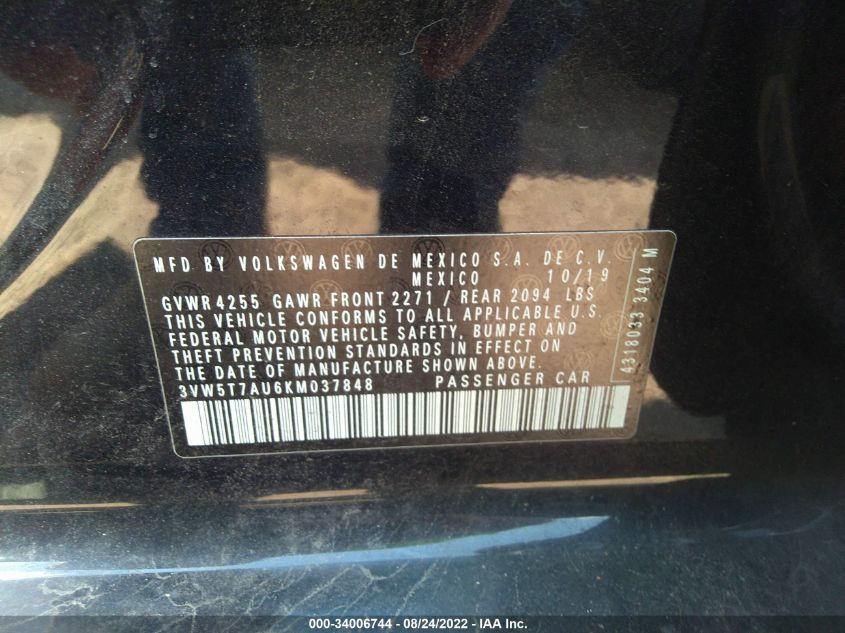 MFD BY VOLKSWAGEN DE MEXICO S.A. DE C.V.
MEXICO 10/19
GVWR 4255 GAWR FRONT 2271 / REAR 2094 LBS
THIS VEHICLE CONFORMS TO ALL APPLICABLE U.S.
FEDERAL MOTOR VEHICLE SAFETY, BUMPER AND
THEFT PREVENTION STANDARDS IN EFFECT ON
THE DATE OF MANUFACTURE SHOWN ABOVE.
3VW5T7AU6KM037848 PASSENGER CAR
4318033 3404 M
000-34006744 - 08/24/2022 - IAA Inc.